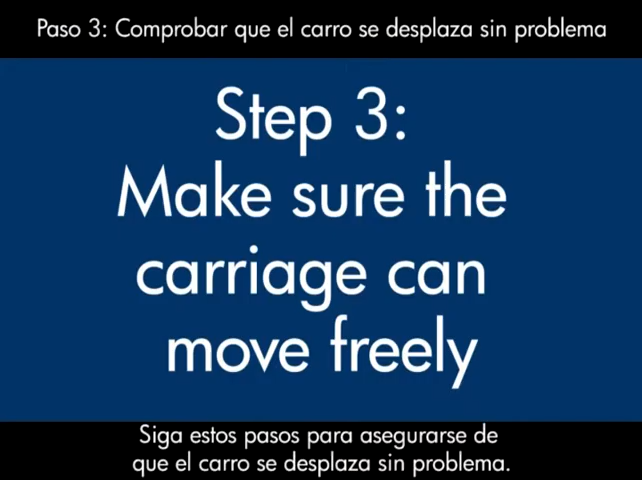 Paso 3: Comprobar que el carro se desplaza sin problema
Step 3:
Make sure the
carriage can
move freely
Siga estos pasos para asegurarse de
que el carro se desplaza sin problema.